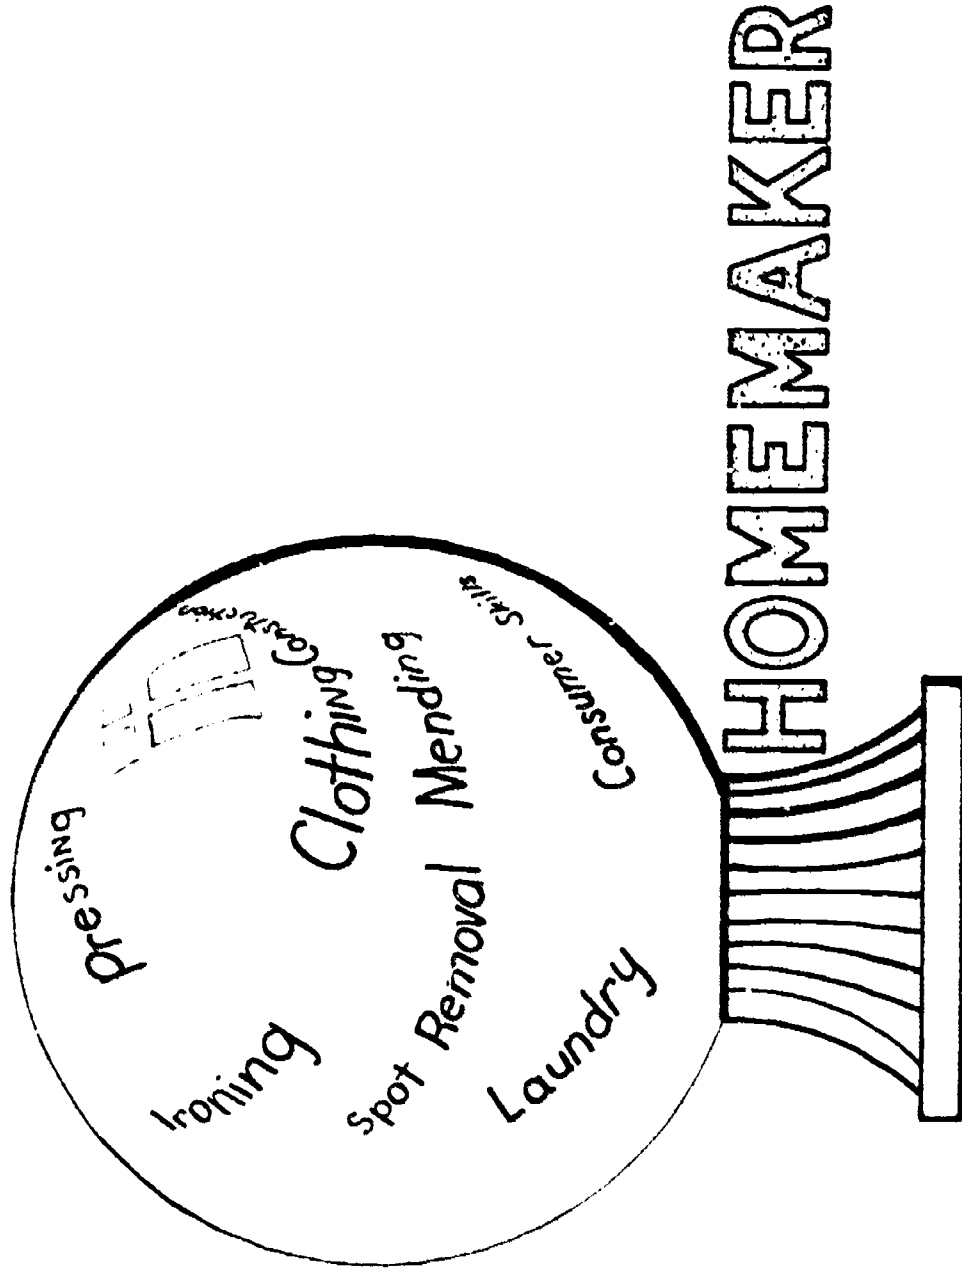 Pressing
Ironing
Clothing Construction
Mending
Spot Removal
Consumer Skills
Laundry
HOMEMAKER